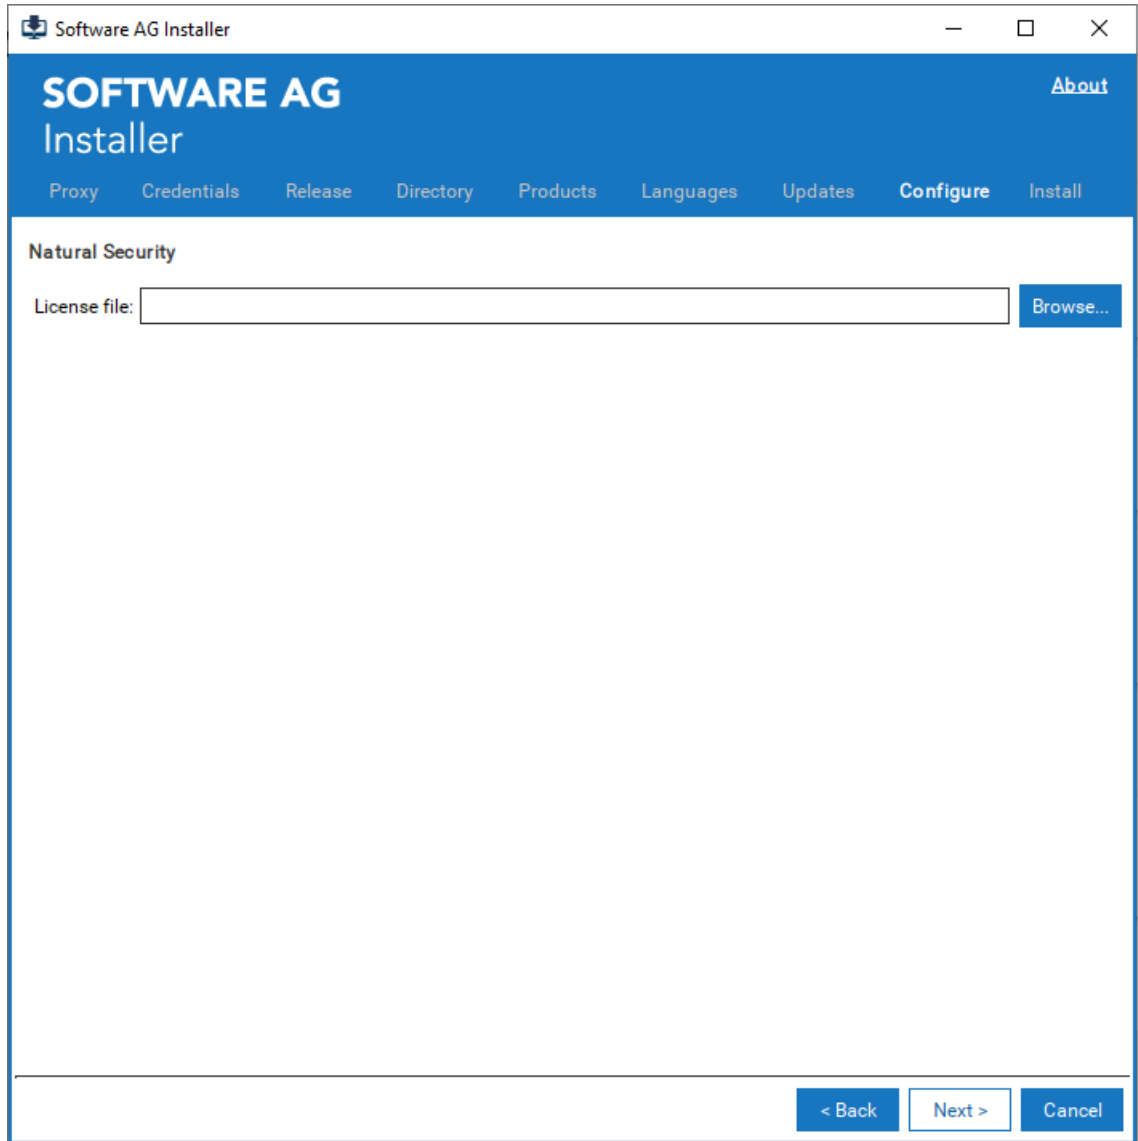 Software AG Installer
SOFTWARE AG
Installer
About
Proxy Credentials Release Directory Products Languages Updates Configure Install
Natural Security
License file: Browse...
< Back Next > Cancel